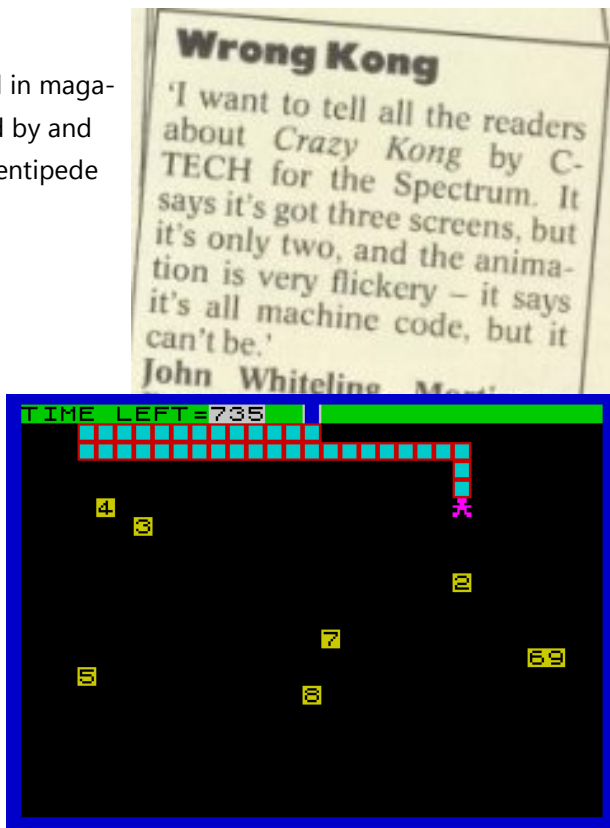 l in maga-
d by and
entipede
Wrong Kong
'I want to tell all the readers
about Crazy Kong by C-
TECH for the Spectrum. It
says it's got three screens, but
it's only two, and the anima-
tion is very flickery – it says
it's all machine code, but it
can't be.'
John Whiteling
TIME LEFT=735
4
3
2
7
69
5
8